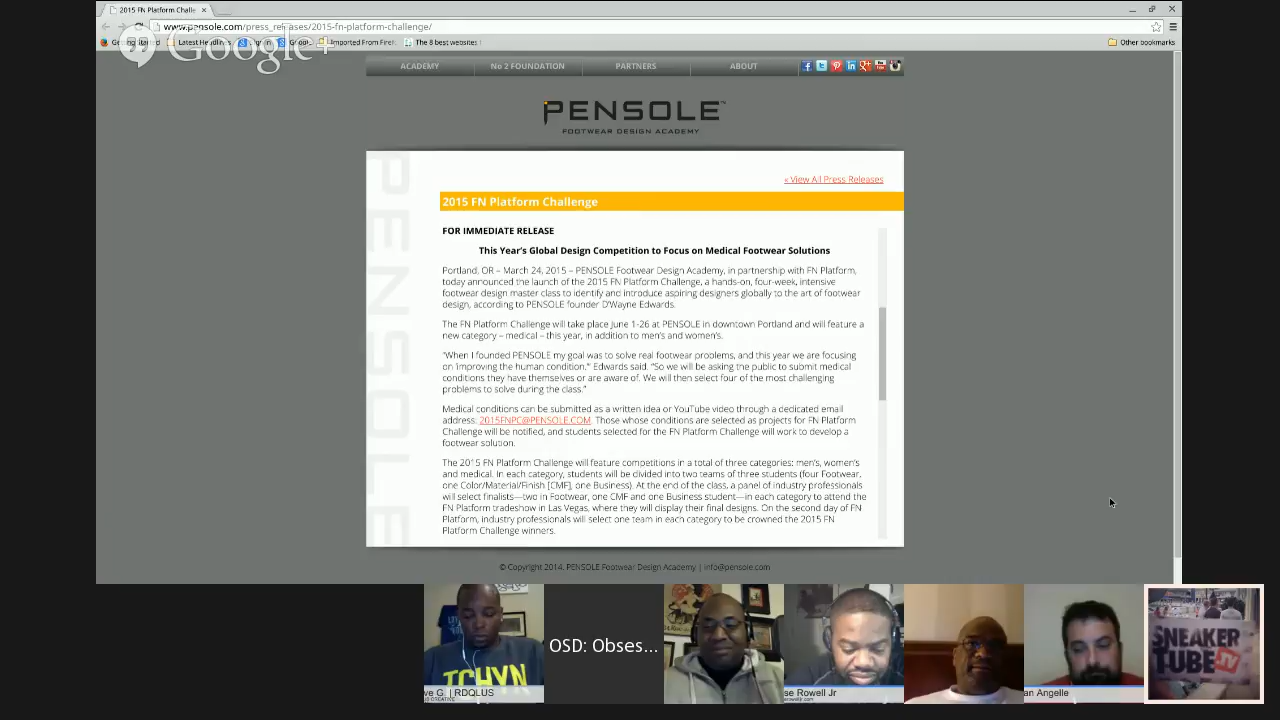 2015 FN Platform Challe
www.pensole.com/press_releases/2015-fn-platform-challenge/
Getting Started Latest Headlines Sign in Googl Imported From Firef The 8 best websites Other bookmarks
Google+
ACADEMY No 2 FOUNDATION PARTNERS ABOUT
PENSOLE
FOOTWEAR DESIGN ACADEMY
« View All Press Releases
2015 FN Platform Challenge
FOR IMMEDIATE RELEASE
This Year's Global Design Competition to Focus on Medical Footwear Solutions
Portland, OR – March 24, 2015 – PENSOLE Footwear Design Academy, in partnership with FN Platform,
today announced the launch of the 2015 FN Platform Challenge, a hands-on, four-week, intensive
footwear design master class to identify and introduce aspiring designers globally to the art of footwear
design, according to PENSOLE founder D'Wayne Edwards.
The FN Platform Challenge will take place June 1-26 at PENSOLE in downtown Portland and will feature a
new category – medical – this year, in addition to men's and women's.
"When I founded PENSOLE my goal was to solve real footwear problems, and this year we are focusing
on 'improving the human condition,'" Edwards said. "So we will be asking the public to submit medical
conditions they have themselves or are aware of. We will then select four of the most challenging
problems to solve during the class."
Medical conditions can be submitted as a written idea or YouTube video through a dedicated email
address: 2015FNPC@PENSOLE.COM. Those whose conditions are selected as projects for FN Platform
Challenge will be notified, and students selected for the FN Platform Challenge will work to develop a
footwear solution.
The 2015 FN Platform Challenge will feature competitions in a total of three categories: men's, women's
and medical. In each category, students will be divided into two teams of three students (four Footwear,
one Color/Material/Finish [CMF], one Business). At the end of the class, a panel of industry professionals
will select finalists—two in Footwear, one CMF and one Business student—in each category to attend the
FN Platform tradeshow in Las Vegas, where they will display their final designs. On the second day of FN
Platform, industry professionals will select one team in each category to be crowned the 2015 FN
Platform Challenge winners.
PENSOLE
© Copyright 2014. PENSOLE Footwear Design Academy | info@pensole.com
TCHYN
ve G. | RDQLUS
OSD: Obses...
se Rowell Jr
an Angelle
SNEAKER
TUBE.TV